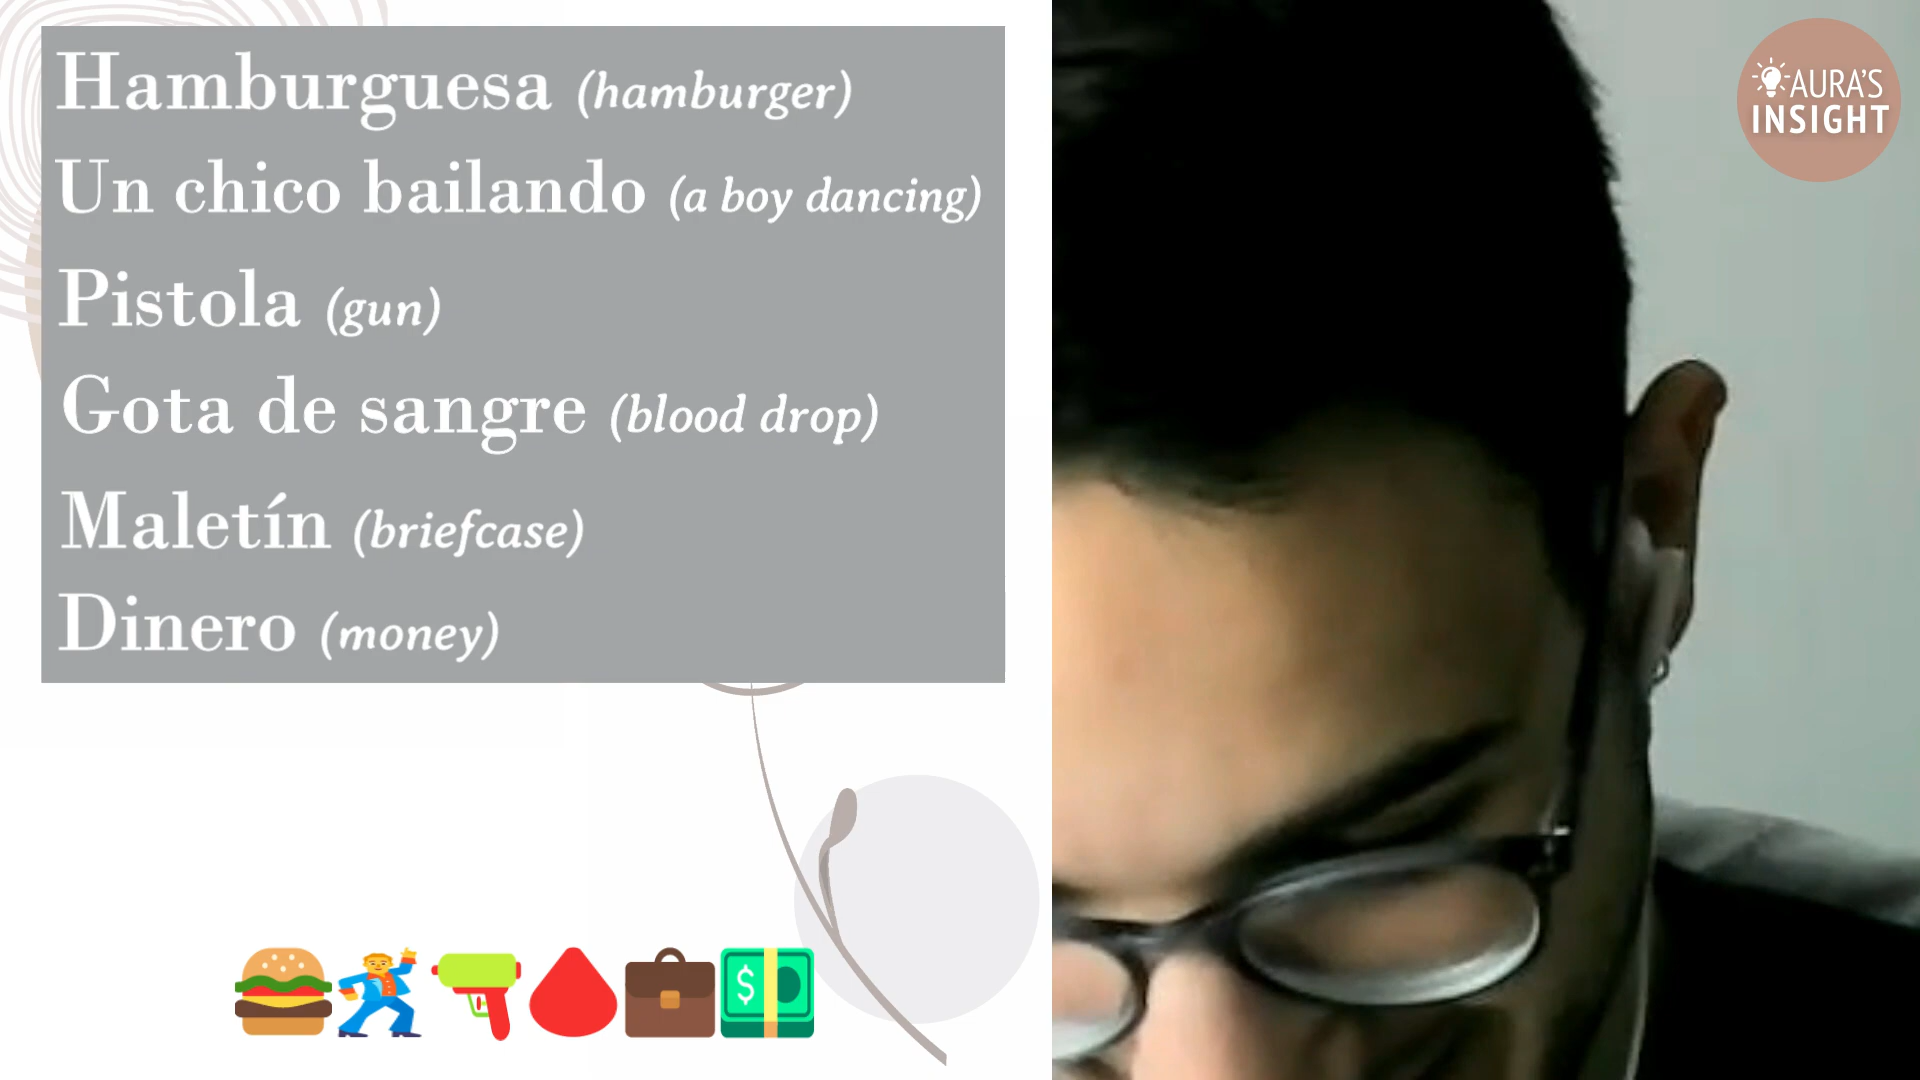 Hamburguesa (hamburger)
Un chico bailando (a boy dancing)
Pistola (gun)
Gota de sangre (blood drop)
Maletín (briefcase)
Dinero (money)
AURA'S
INSIGHT
$